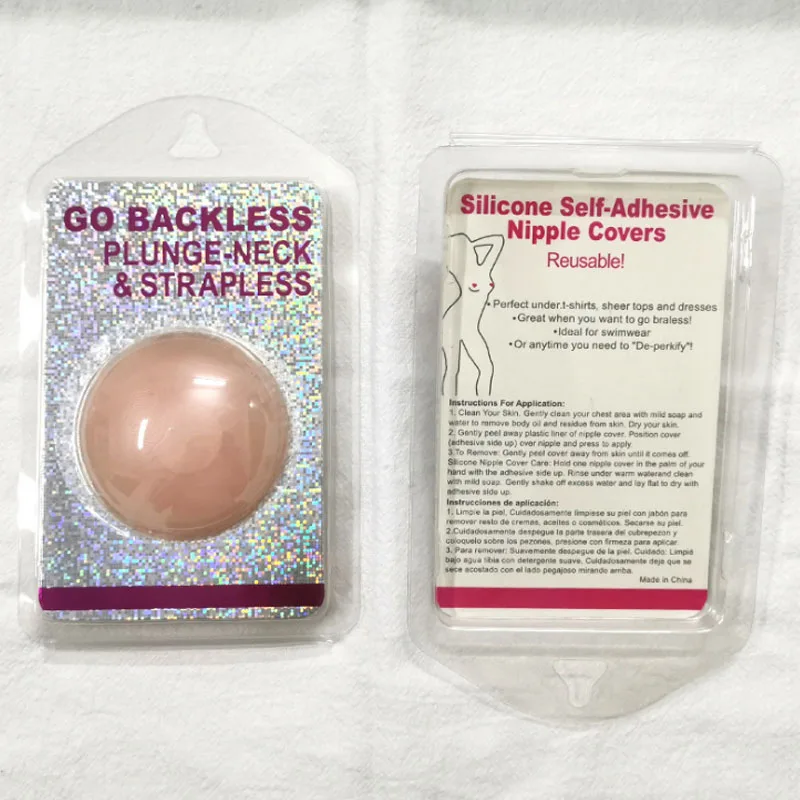 GO BACKLESS
PLUNGE-NECK
& STRAPLESS
Silicone Self-Adhesive
Nipple Covers
Reusable!
• Perfect under.t-shirts, sheer tops and dresses
•Great when you want to go braless!
•Ideal for swimwear
•Or anytime you need to "De-perkify"!
Instructions For Application:
1. Clean Your Skin. Gently clean your chest area with mild soap and
water to remove body oil and residue from skin. Dry your skin.
2. Gently peel away plastic liner of nipple cover. Position cover
(adhesive side up) over nipple and press to apply.
3.To Remove: Gently peel cover away from skin until it comes off.
Silicone Nipple Cover Care: Hold one nipple cover in the palm of your
hand with the adhesive side up. Rinse under warm waterand clean
with mild soap. Gently shake off excess water and lay flat to dry with
adhesive side up.
Instrucciones de aplicación:
1. Limpie la piel, Cuidadosamente limpiese su piel con jabón para
remover resto de cremas, aceites o cosméticos. Secarse su piel.
2.Cuidadosamente despegue la parte trasera del cubrepezon y
coloquelo sobre los pezones, presione con firmeza para aplicar.
3. Para remover: Suavemente despegue de la piel. Cuidado: Limpid
bajo agua tibia con detergente suave, Cuidadosamente deja que se
sece acostado con el lado pegajoso mirando arriba.
Made in China